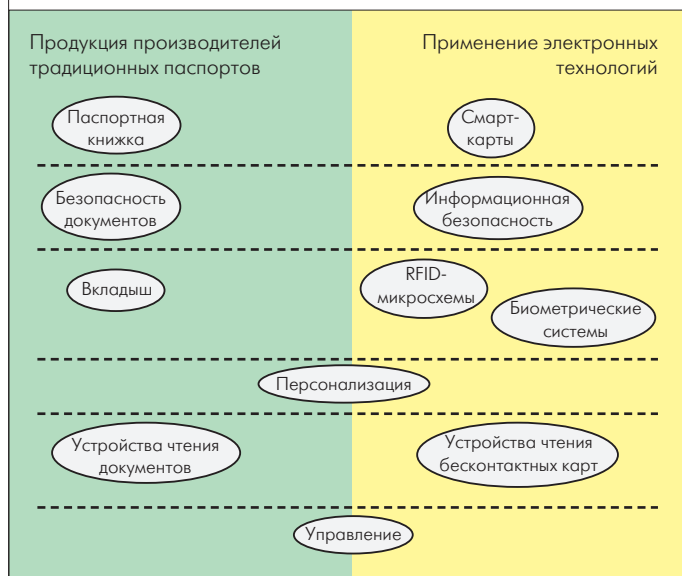 Продукция производителей
традиционных паспортов
Применение электронных
технологий
Паспортная
книжка
Смарт-
карты
Безопасность
документов
Информационная
безопасность
Вкладыш
RFID-
микросхемы
Биометрические
системы
Персонализация
Устройства чтения
документов
Устройства чтения
бесконтактных карт
Управление